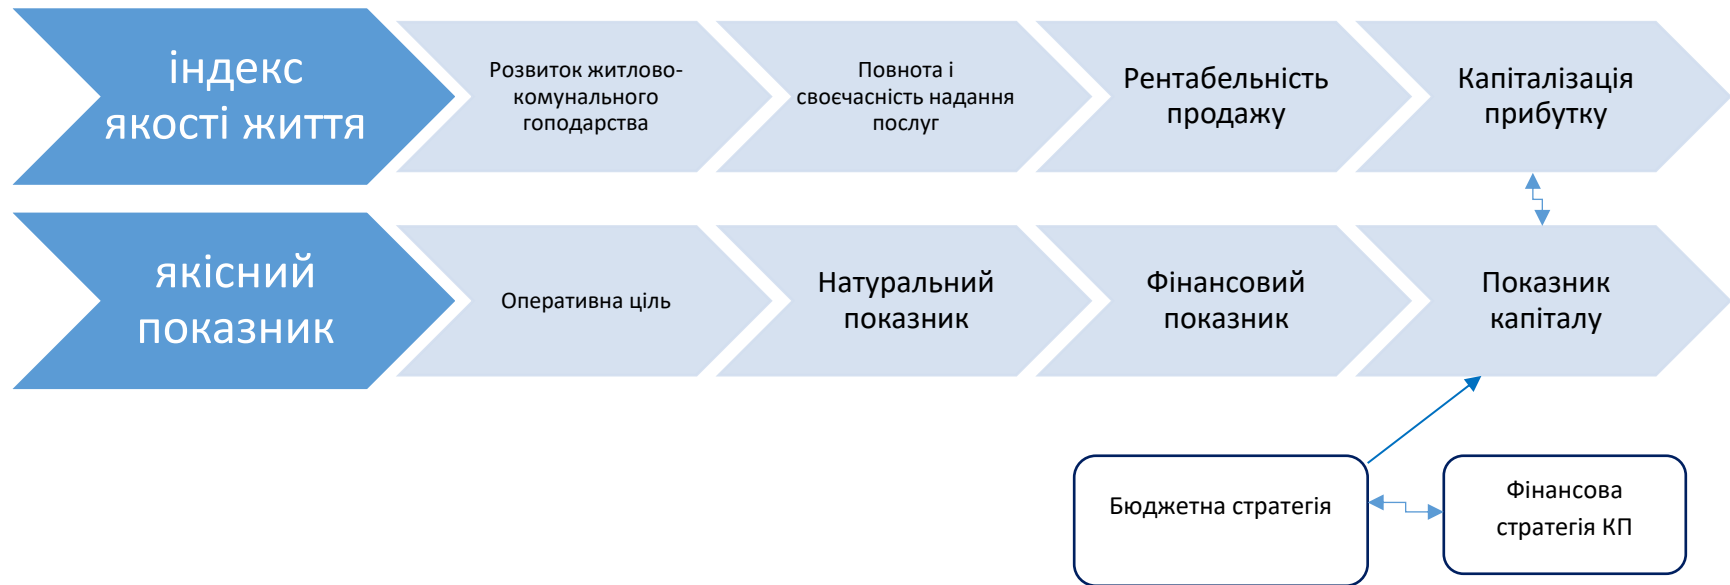 індекс
якості життя
Розвиток житлово-
комунального
гоподарства
Повнота і
своєчасність надання
послуг
Рентабельність
продажу
Капіталізація
прибутку
якісний
показник
Оперативна ціль
Натуральний
показник
Фінансовий
показник
Показник
капіталу
Бюджетна стратегія
Фінансова
стратегія КП